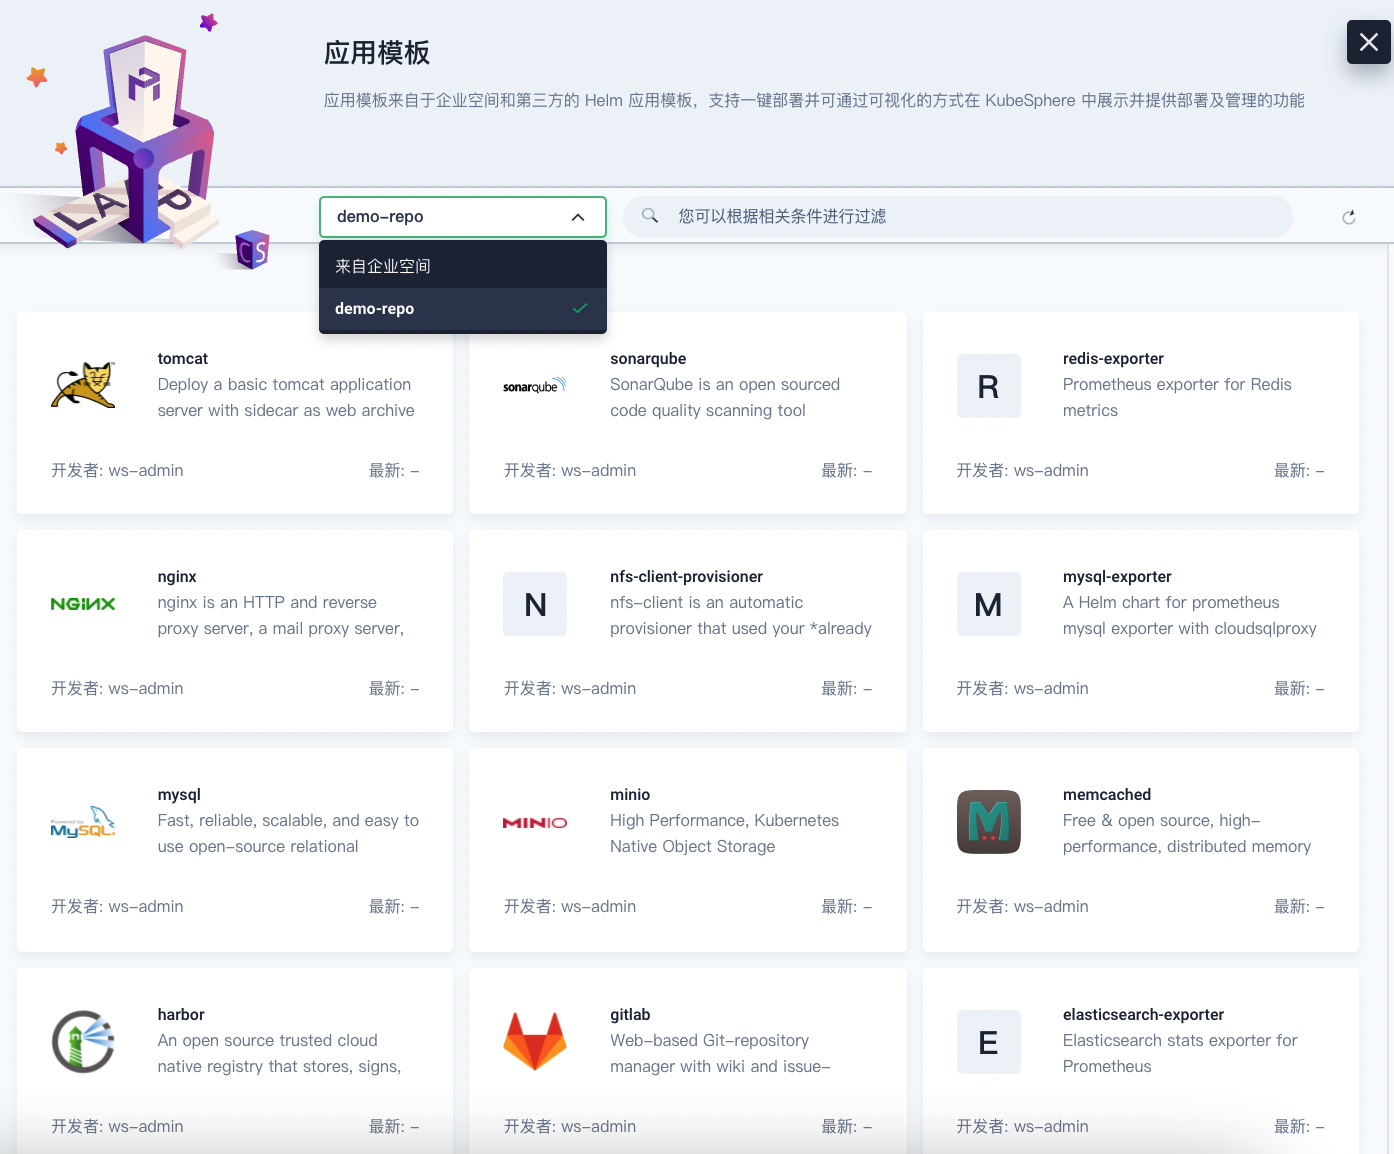 应用模板
应用模板来自于企业空间和第三方的 Helm 应用模板，支持一键部署并可通过可视化的方式在 KubeSphere 中展示并提供部署及管理的功能
LAPP
CS
demo-repo
您可以根据相关条件进行过滤
来自企业空间
demo-repo
tomcat
Deploy a basic tomcat application
server with sidecar as web archive
开发者: ws-admin
最新: -
sonarqube
sonarqube
SonarQube is an open sourced
code quality scanning tool
开发者: ws-admin
最新: -
R
redis-exporter
Prometheus exporter for Redis
metrics
开发者: ws-admin
最新: -
NGINX
nginx
nginx is an HTTP and reverse
proxy server, a mail proxy server,
开发者: ws-admin
最新: -
N
nfs-client-provisioner
nfs-client is an automatic
provisioner that used your *already
开发者: ws-admin
最新: -
M
mysql-exporter
A Helm chart for prometheus
mysql exporter with cloudsqlproxy
开发者: ws-admin
最新: -
Powered by
MySQL.
mysql
Fast, reliable, scalable, and easy to
use open-source relational
开发者: ws-admin
最新: -
MINIO
minio
High Performance, Kubernetes
Native Object Storage
开发者: ws-admin
最新: -
M
memcached
Free & open source, high-
performance, distributed memory
开发者: ws-admin
最新: -
harbor
An open source trusted cloud
native registry that stores, signs,
开发者: ws-admin
最新: -
gitlab
Web-based Git-repository
manager with wiki and issue-
开发者: ws-admin
最新: -
E
elasticsearch-exporter
Elasticsearch stats exporter for
Prometheus
开发者: ws-admin
最新: -